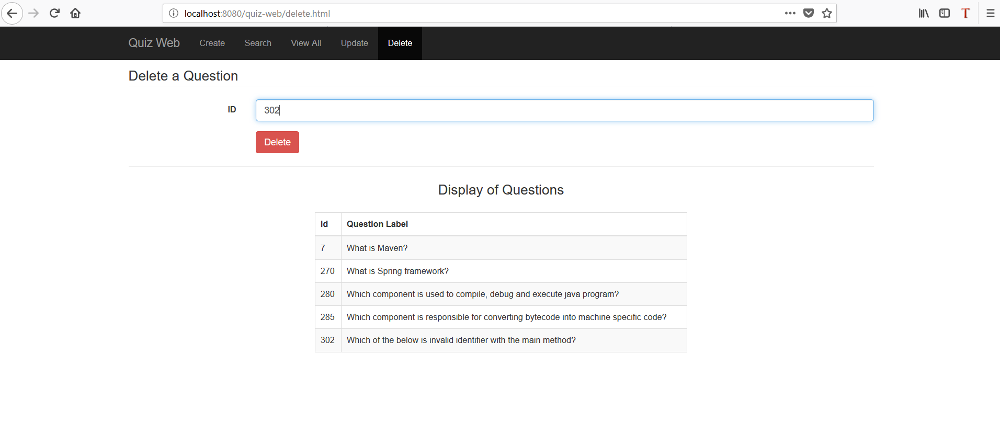 localhost:8080/quiz-web/delete.html
Quiz Web Create Search View All Update Delete
Delete a Question
ID 302
Delete
Display of Questions
Id Question Label
7 What is Maven?
270 What is Spring framework?
280 Which component is used to compile, debug and execute java program?
285 Which component is responsible for converting bytecode into machine specific code?
302 Which of the below is invalid identifier with the main method?